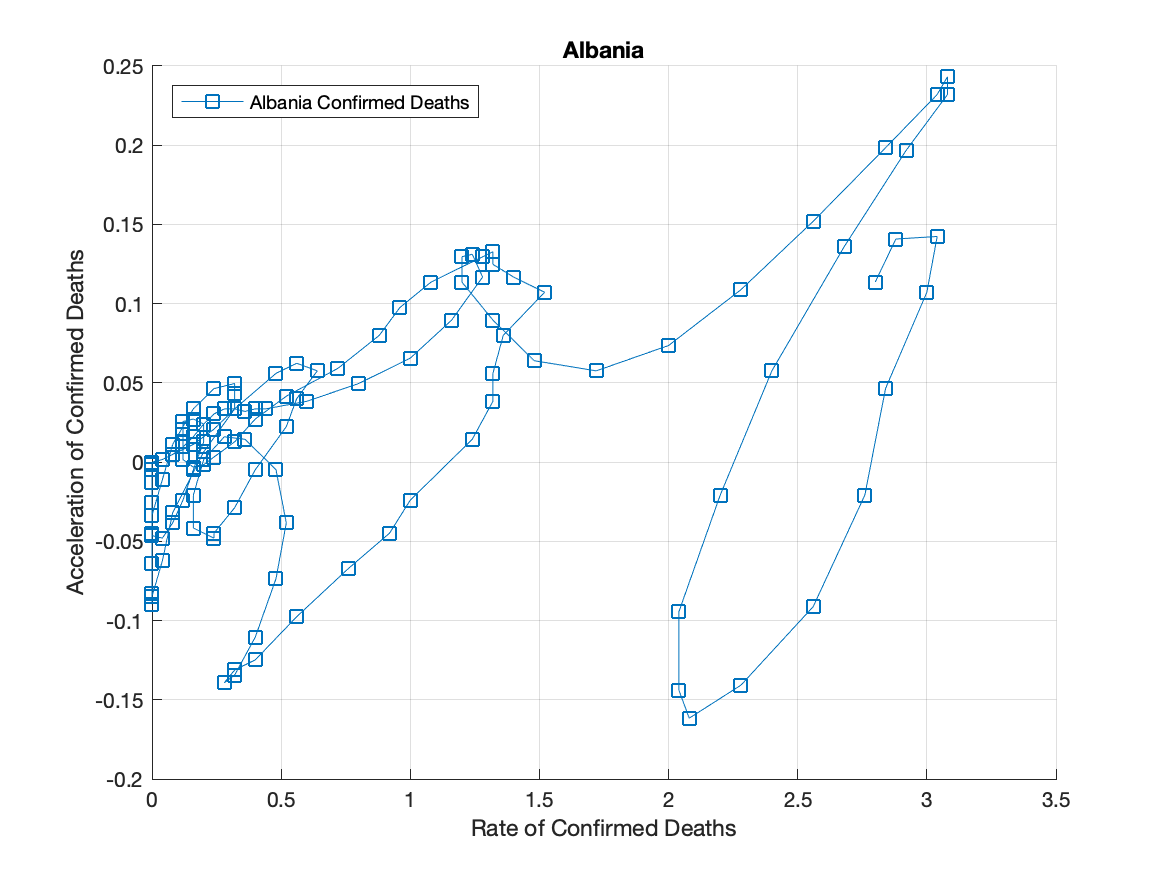 Albania
Albania Confirmed Deaths
Acceleration of Confirmed Deaths
0.25
0.2
0.15
0.1
0.05
0
-0.05
-0.1
-0.15
-0.2
0 0.5 1 1.5 2 2.5 3 3.5
Rate of Confirmed Deaths